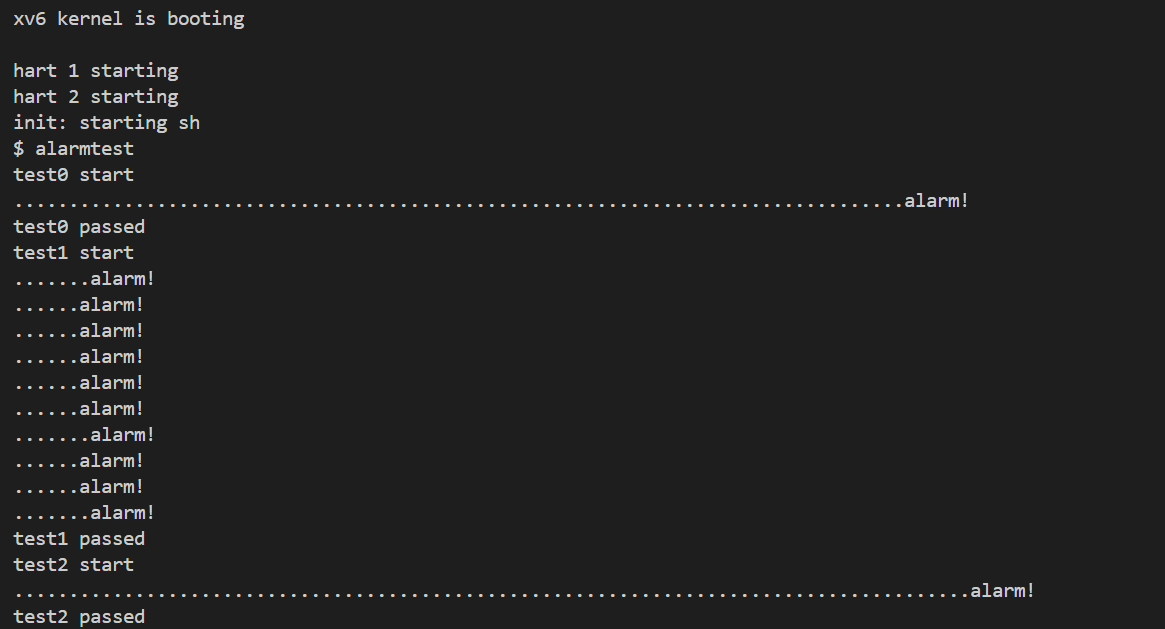 xv6 kernel is booting
hart 1 starting
hart 2 starting
init: starting sh
$ alarmtest
test0 start
.................................................................................alarm!
test0 passed
test1 start
.......alarm!
......alarm!
......alarm!
......alarm!
......alarm!
......alarm!
.......alarm!
......alarm!
......alarm!
.......alarm!
test1 passed
test2 start
.......................................................................................alarm!
test2 passed